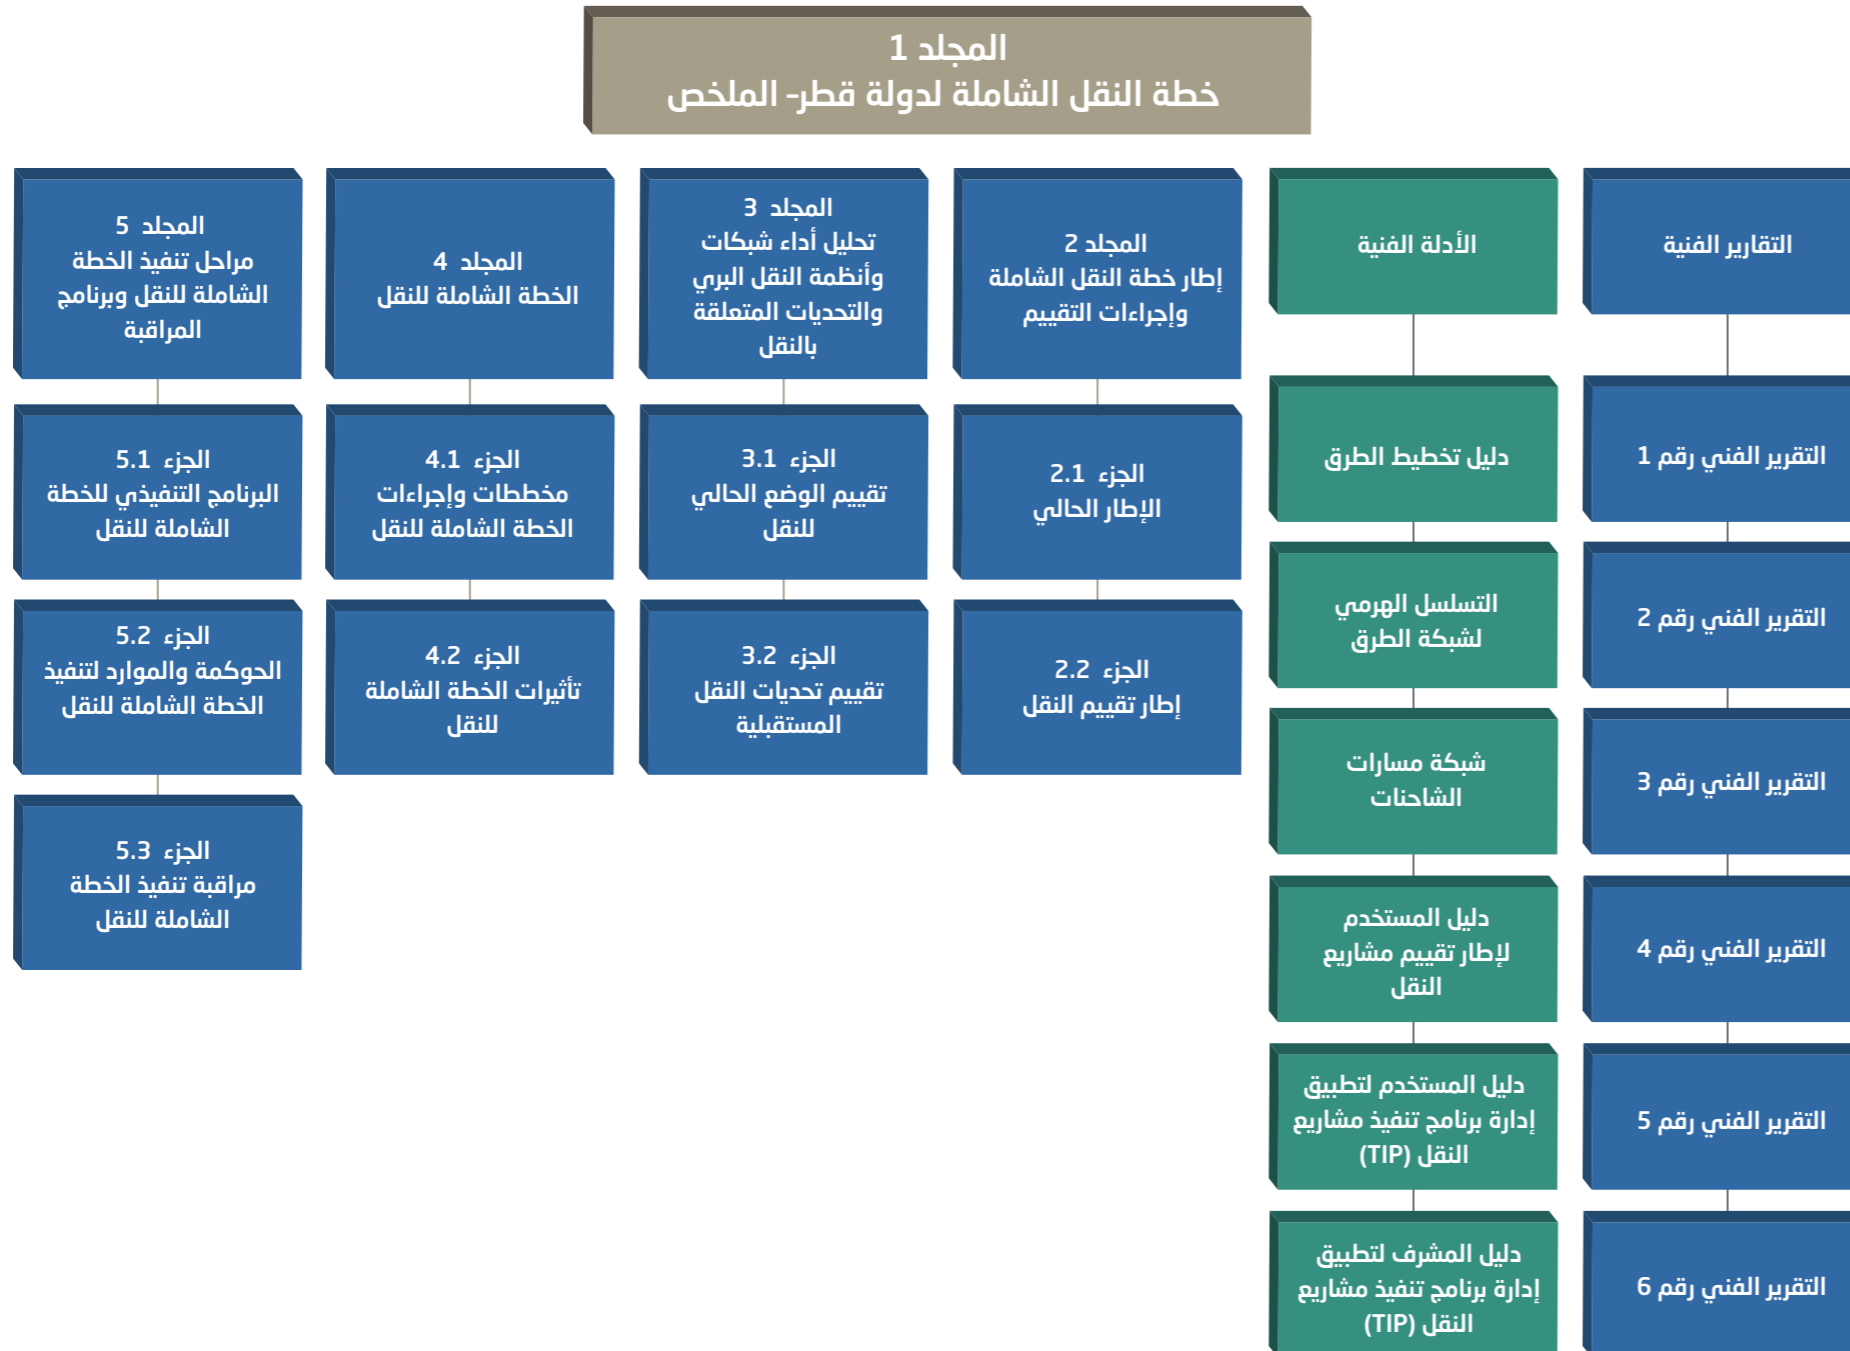 المجلد 1
خطة النقل الشاملة لدولة قطر- الملخص
التقارير الفنية
التقرير الفني رقم 1
التقرير الفني رقم 2
التقرير الفني رقم 3
التقرير الفني رقم 4
التقرير الفني رقم 5
التقرير الفني رقم 6
الأدلة الفنية
دليل تخطيط الطرق
التسلسل الهرمي
لشبكة الطرق
شبكة مسارات
الشاحنات
دليل المستخدم
لإطار تقييم مشاريع
النقل
دليل المستخدم لتطبيق
إدارة برنامج تنفيذ مشاريع
النقل (TIP)
دليل المشرف لتطبيق
إدارة برنامج تنفيذ مشاريع
النقل (TIP)
المجلد 2
إطار خطة النقل الشاملة
وإجراءات التقييم
الجزء 2.1
الإطار الحالي
الجزء 2.2
إطار تقييم النقل
المجلد 3
تحليل أداء شبكات
وأنظمة النقل البري
والتحديات المتعلقة
بالنقل
الجزء 3.1
تقييم الوضع الحالي
للنقل
الجزء 3.2
تقييم تحديات النقل
المستقبلية
المجلد 4
الخطة الشاملة للنقل
الجزء 4.1
مخططات وإجراءات
الخطة الشاملة للنقل
الجزء 4.2
تأثيرات الخطة الشاملة
للنقل
المجلد 5
مراحل تنفيذ الخطة
الشاملة للنقل وبرنامج
المراقبة
الجزء 5.1
البرنامج التنفيذي للخطة
الشاملة للنقل
الجزء 5.2
الحوكمة والموارد لتنفيذ
الخطة الشاملة للنقل
الجزء 5.3
مراقبة تنفيذ الخطة
الشاملة للنقل